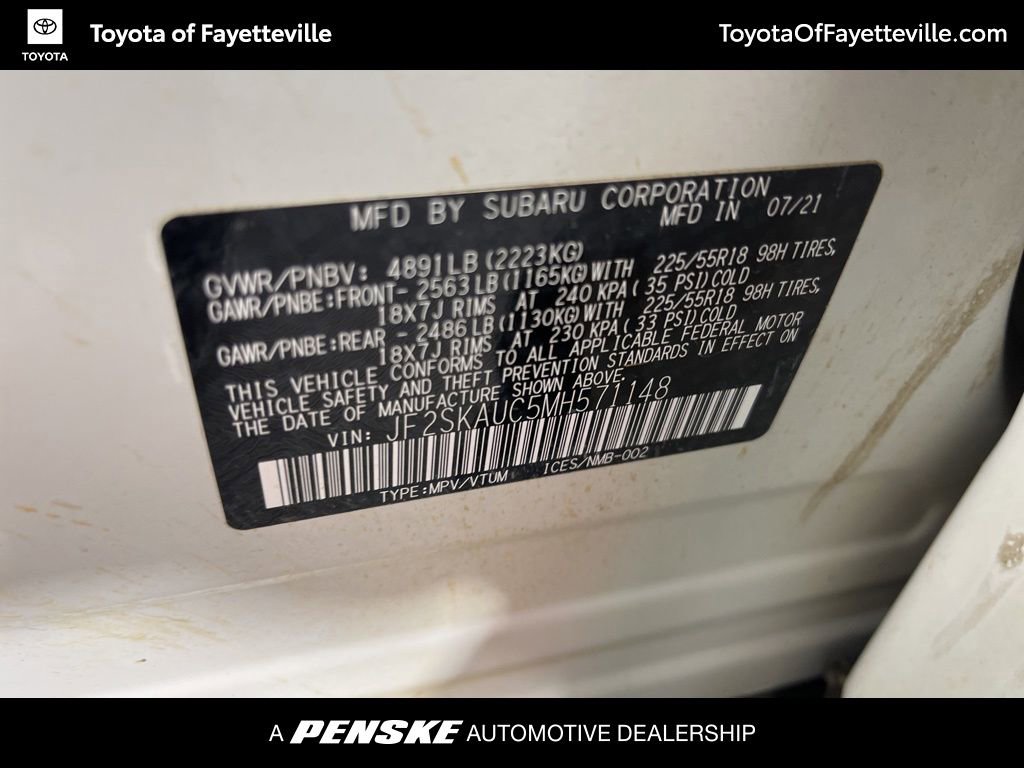 TOYOTA
Toyota of Fayetteville
ToyotaOfFayetteville.com
MFD BY SUBARU CORPORATION
MFD IN 07/21
GVWR/PNBV: 4891LB (2223KG)
GAWR/PNBE:FRONT- 2563LB(1165KG)WITH 225/55R18 98H TIRES,
18X7J RIMS AT 240 KPA( 35 PSI)COLD
GAWR/PNBE:REAR - 2486LB(1130KG)WITH 225/55R18 98H TIRES,
18X7J RIMS AT 230 KPA( 33 PSI)COLD
THIS VEHICLE CONFORMS TO ALL APPLICABLE FEDERAL MOTOR
VEHICLE SAFETY AND THEFT PREVENTION STANDARDS IN EFFECT ON
THE DATE OF MANUFACTURE SHOWN ABOVE.
VIN: JF2SKAUC5MH571148
TYPE:MPV/VTUM ICES/NMB-002
A PENSKE AUTOMOTIVE DEALERSHIP